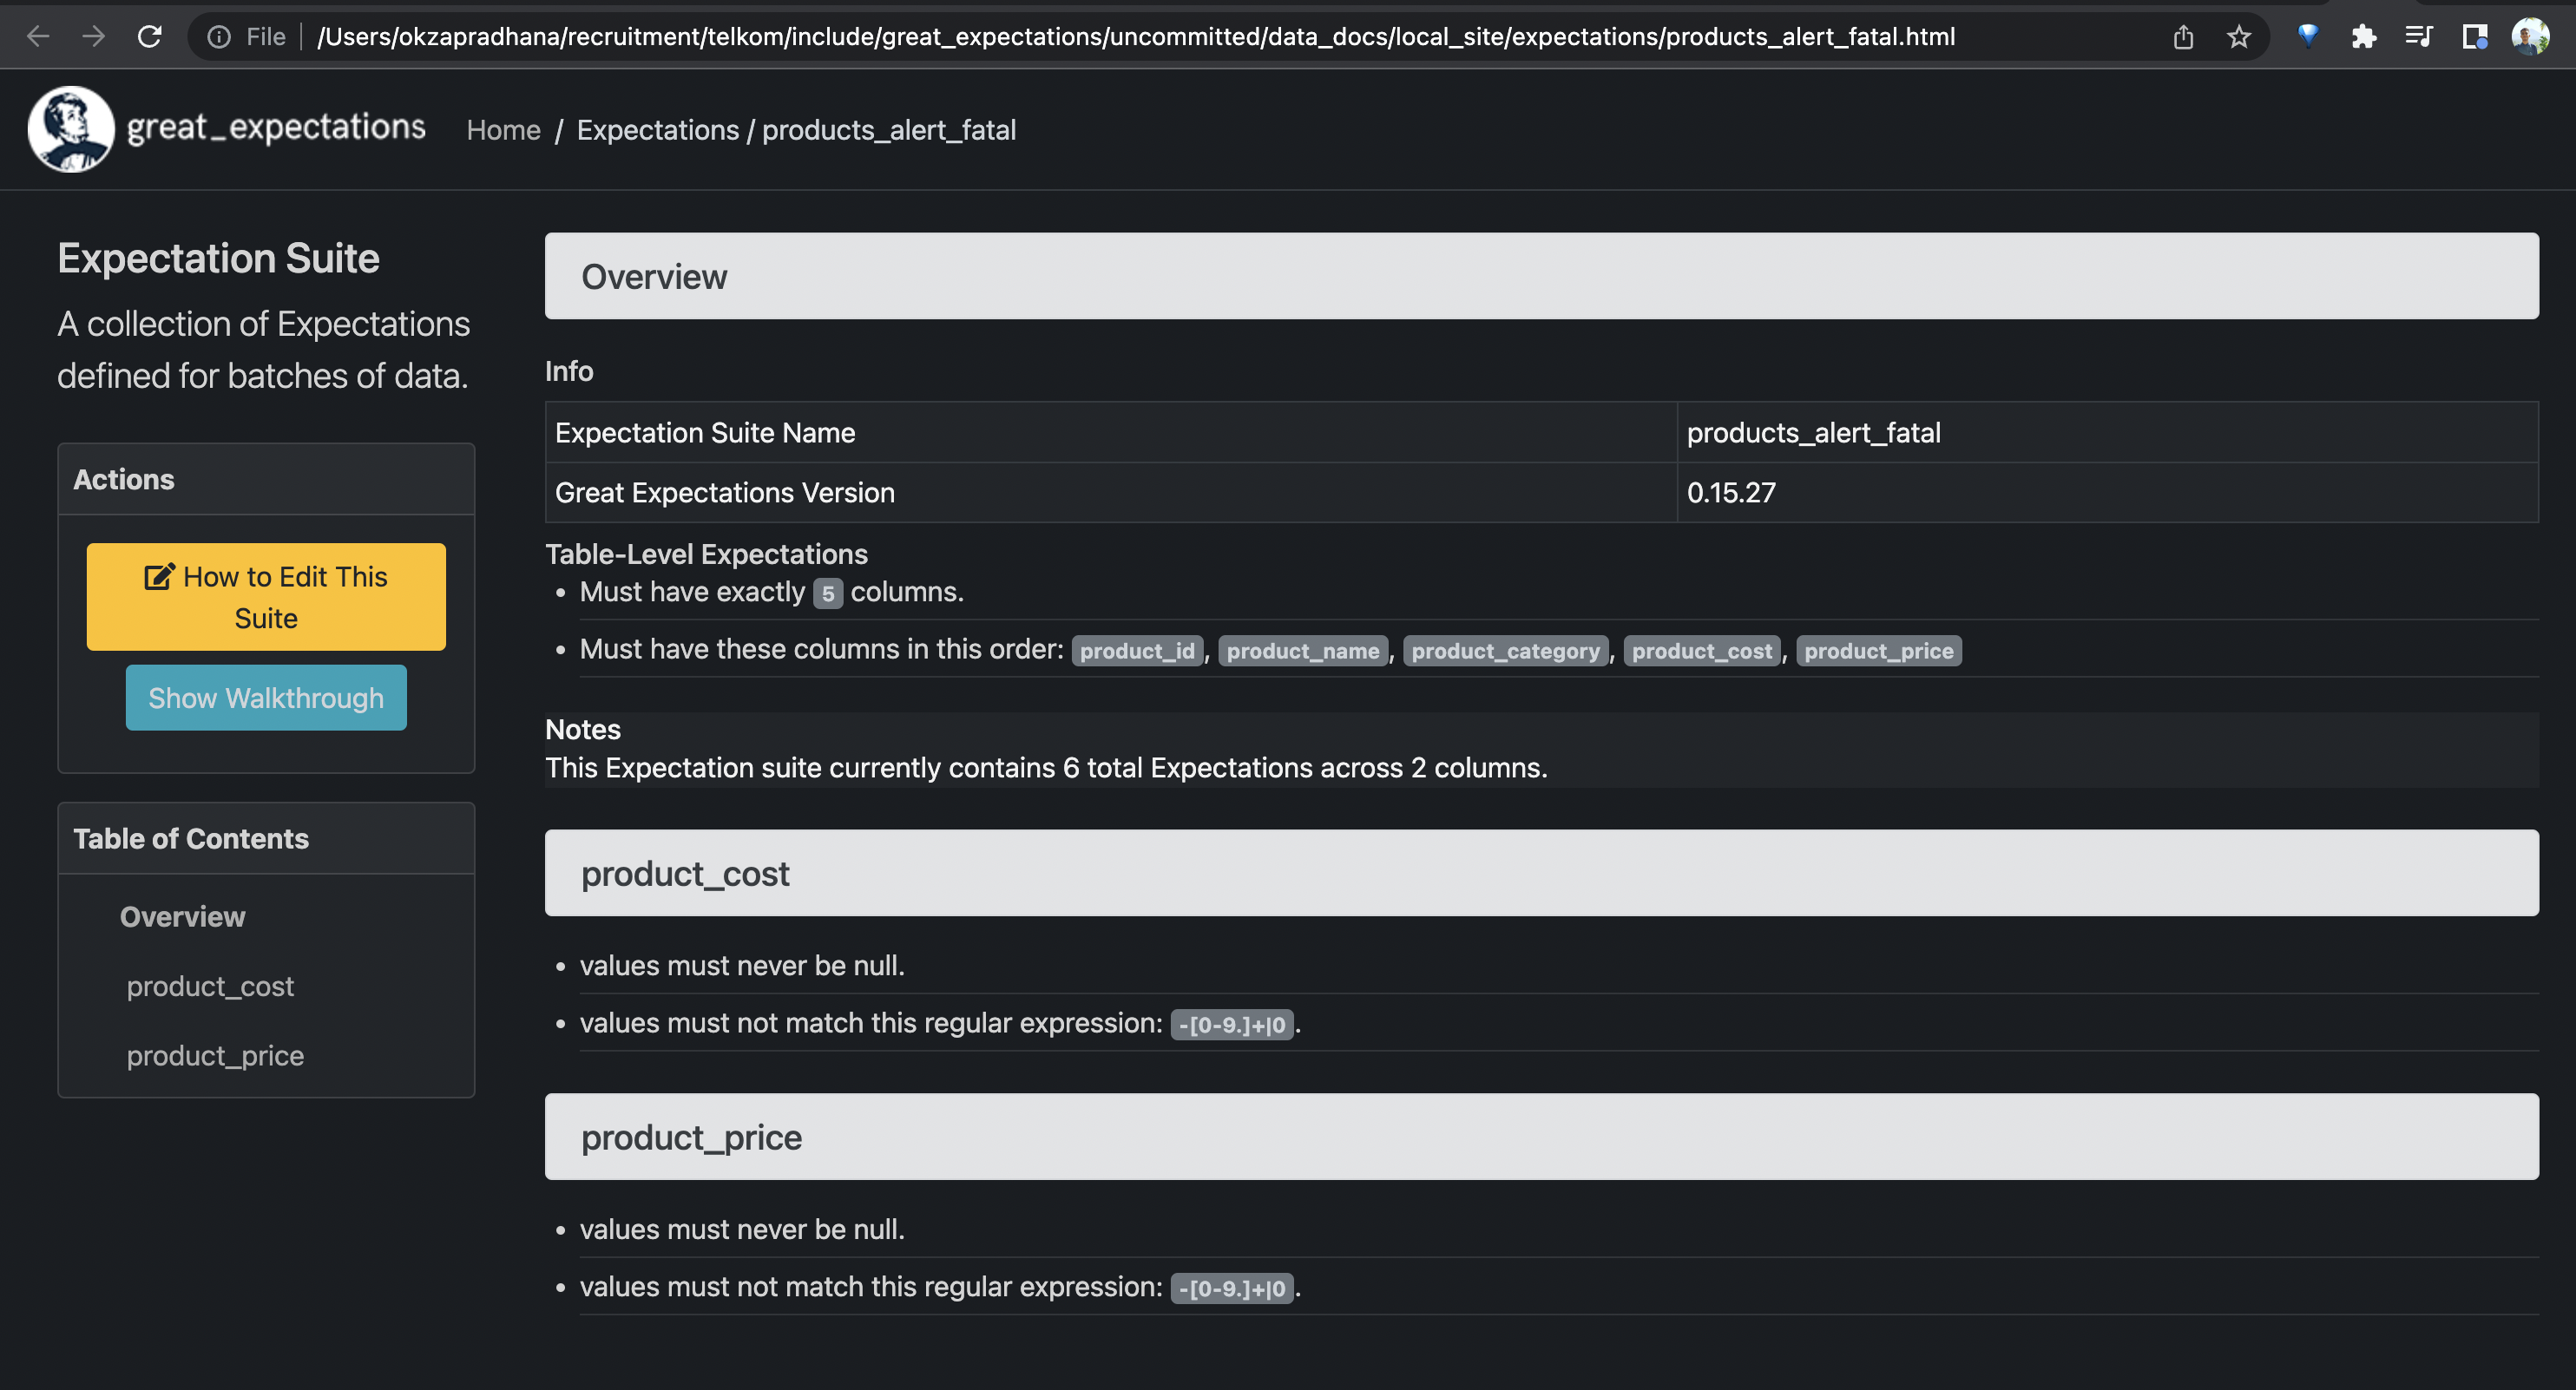 File /Users/okzapradhana/recruitment/telkom/include/great_expectations/uncommitted/data_docs/local_site/expectations/products_alert_fatal.html
great_expectations Home / Expectations / products_alert_fatal
Expectation Suite
A collection of Expectations
defined for batches of data.
Actions
How to Edit This
Suite
Show Walkthrough
Table of Contents
Overview
product_cost
product_price
Overview
Info
Expectation Suite Name products_alert_fatal
Great Expectations Version 0.15.27
Table-Level Expectations
• Must have exactly 5 columns.
• Must have these columns in this order: product_id, product_name, product_category, product_cost, product_price
Notes
This Expectation suite currently contains 6 total Expectations across 2 columns.
product_cost
• values must never be null.
• values must not match this regular expression: -[0-9.]+|0.
product_price
• values must never be null.
• values must not match this regular expression: -[0-9.]+|0.